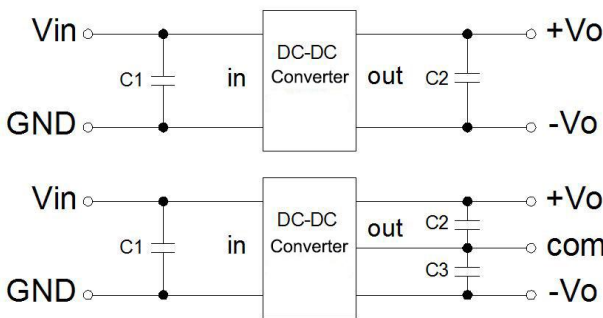 Vin
+Vo
DC-DC
Converter
C1
in
out
C2
GND
-Vo
Vin
+Vo
DC-DC
Converter
out
C2
C1
in
com
C3
GND
-Vo